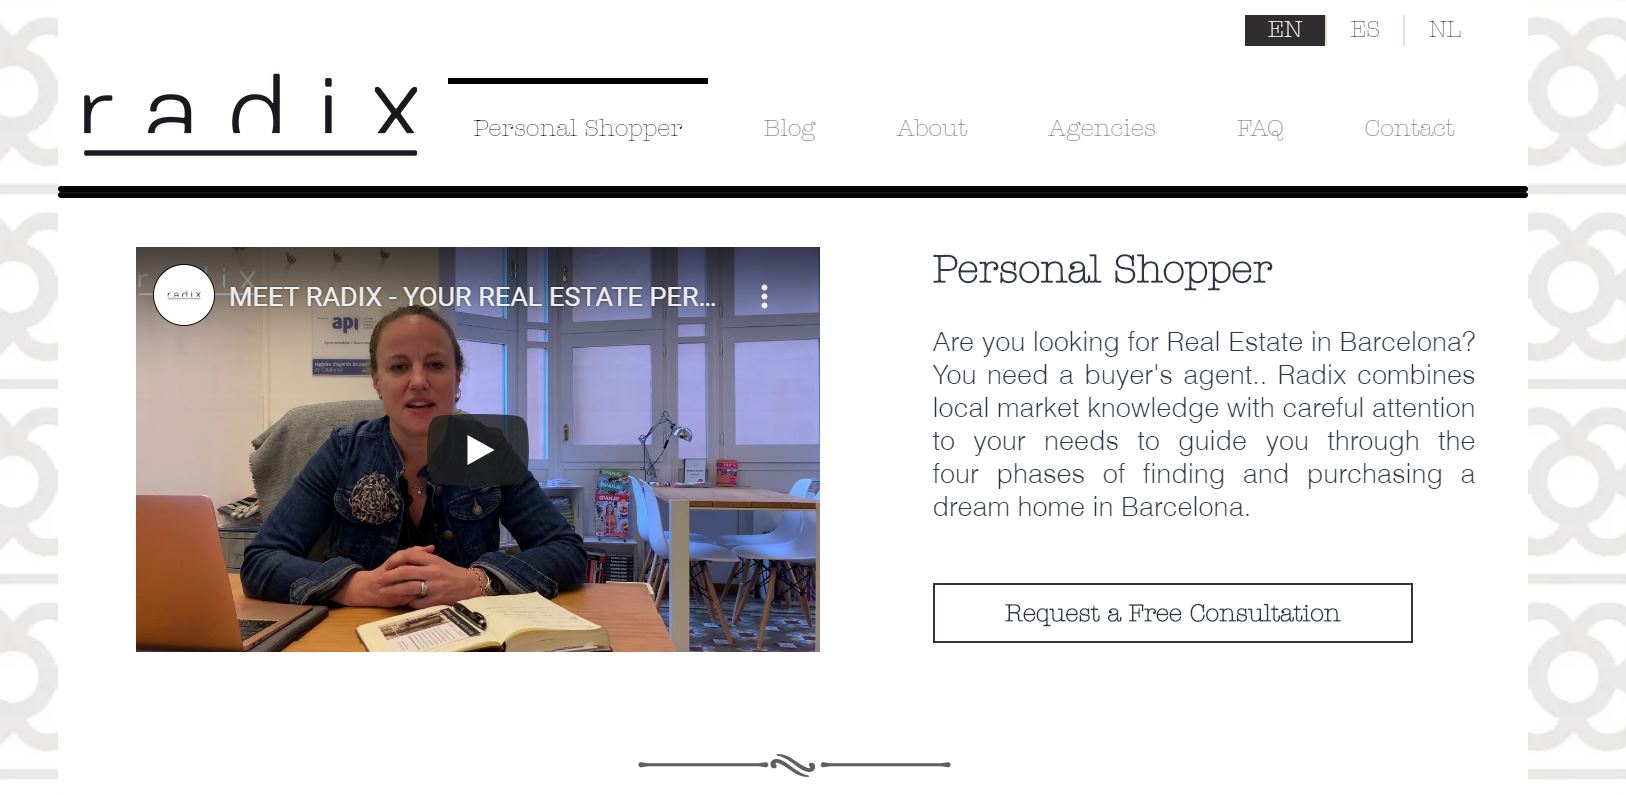 EN ES NL
radix
Personal Shopper Blog About Agencies FAQ Contact
radix
MEET RADIX - YOUR REAL ESTATE PER...
api
Personal Shopper
Are you looking for Real Estate in Barcelona?
You need a buyer's agent.. Radix combines
local market knowledge with careful attention
to your needs to guide you through the
four phases of finding and purchasing a
dream home in Barcelona.
Request a Free Consultation